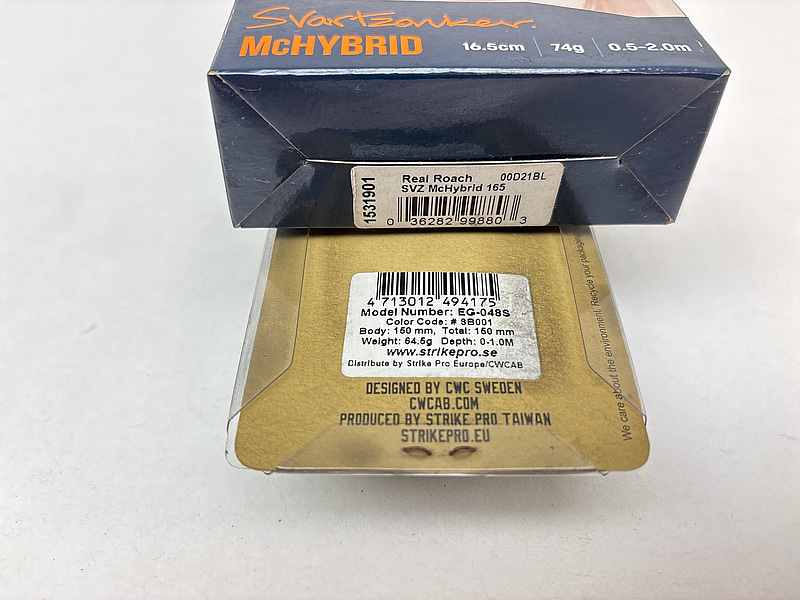 Svartzonker.
McHYBRID 16.5cm | 74g | 0.5-2.0m
1531901
Real Roach 00D21BL
SVZ McHybrid 165
0 36282 99880 3
4 713012 494175
Model Number: EG-048S
Color Code: # SB001
Body: 150 mm, Total: 150 mm
Weight: 64.5g Depth: 0-1.0M
www.strikepro.se
Distribute by Strike Pro Europe/CWCAB
DESIGNED BY CWC SWEDEN
CWCAB.COM
PRODUCED BY STRIKE PRO TAIWAN
STRIKEPRO.EU
We care about the environment. Recycle your packaging